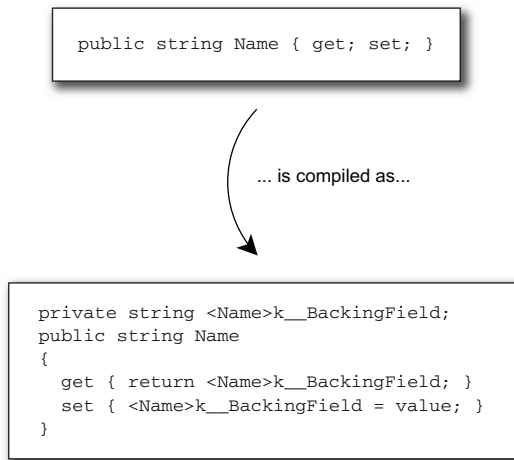 public string Name { get; set; }
... is compiled as...
private string <Name>k__BackingField;
public string Name
{
  get { return <Name>k__BackingField; }
  set { <Name>k__BackingField = value; }
}